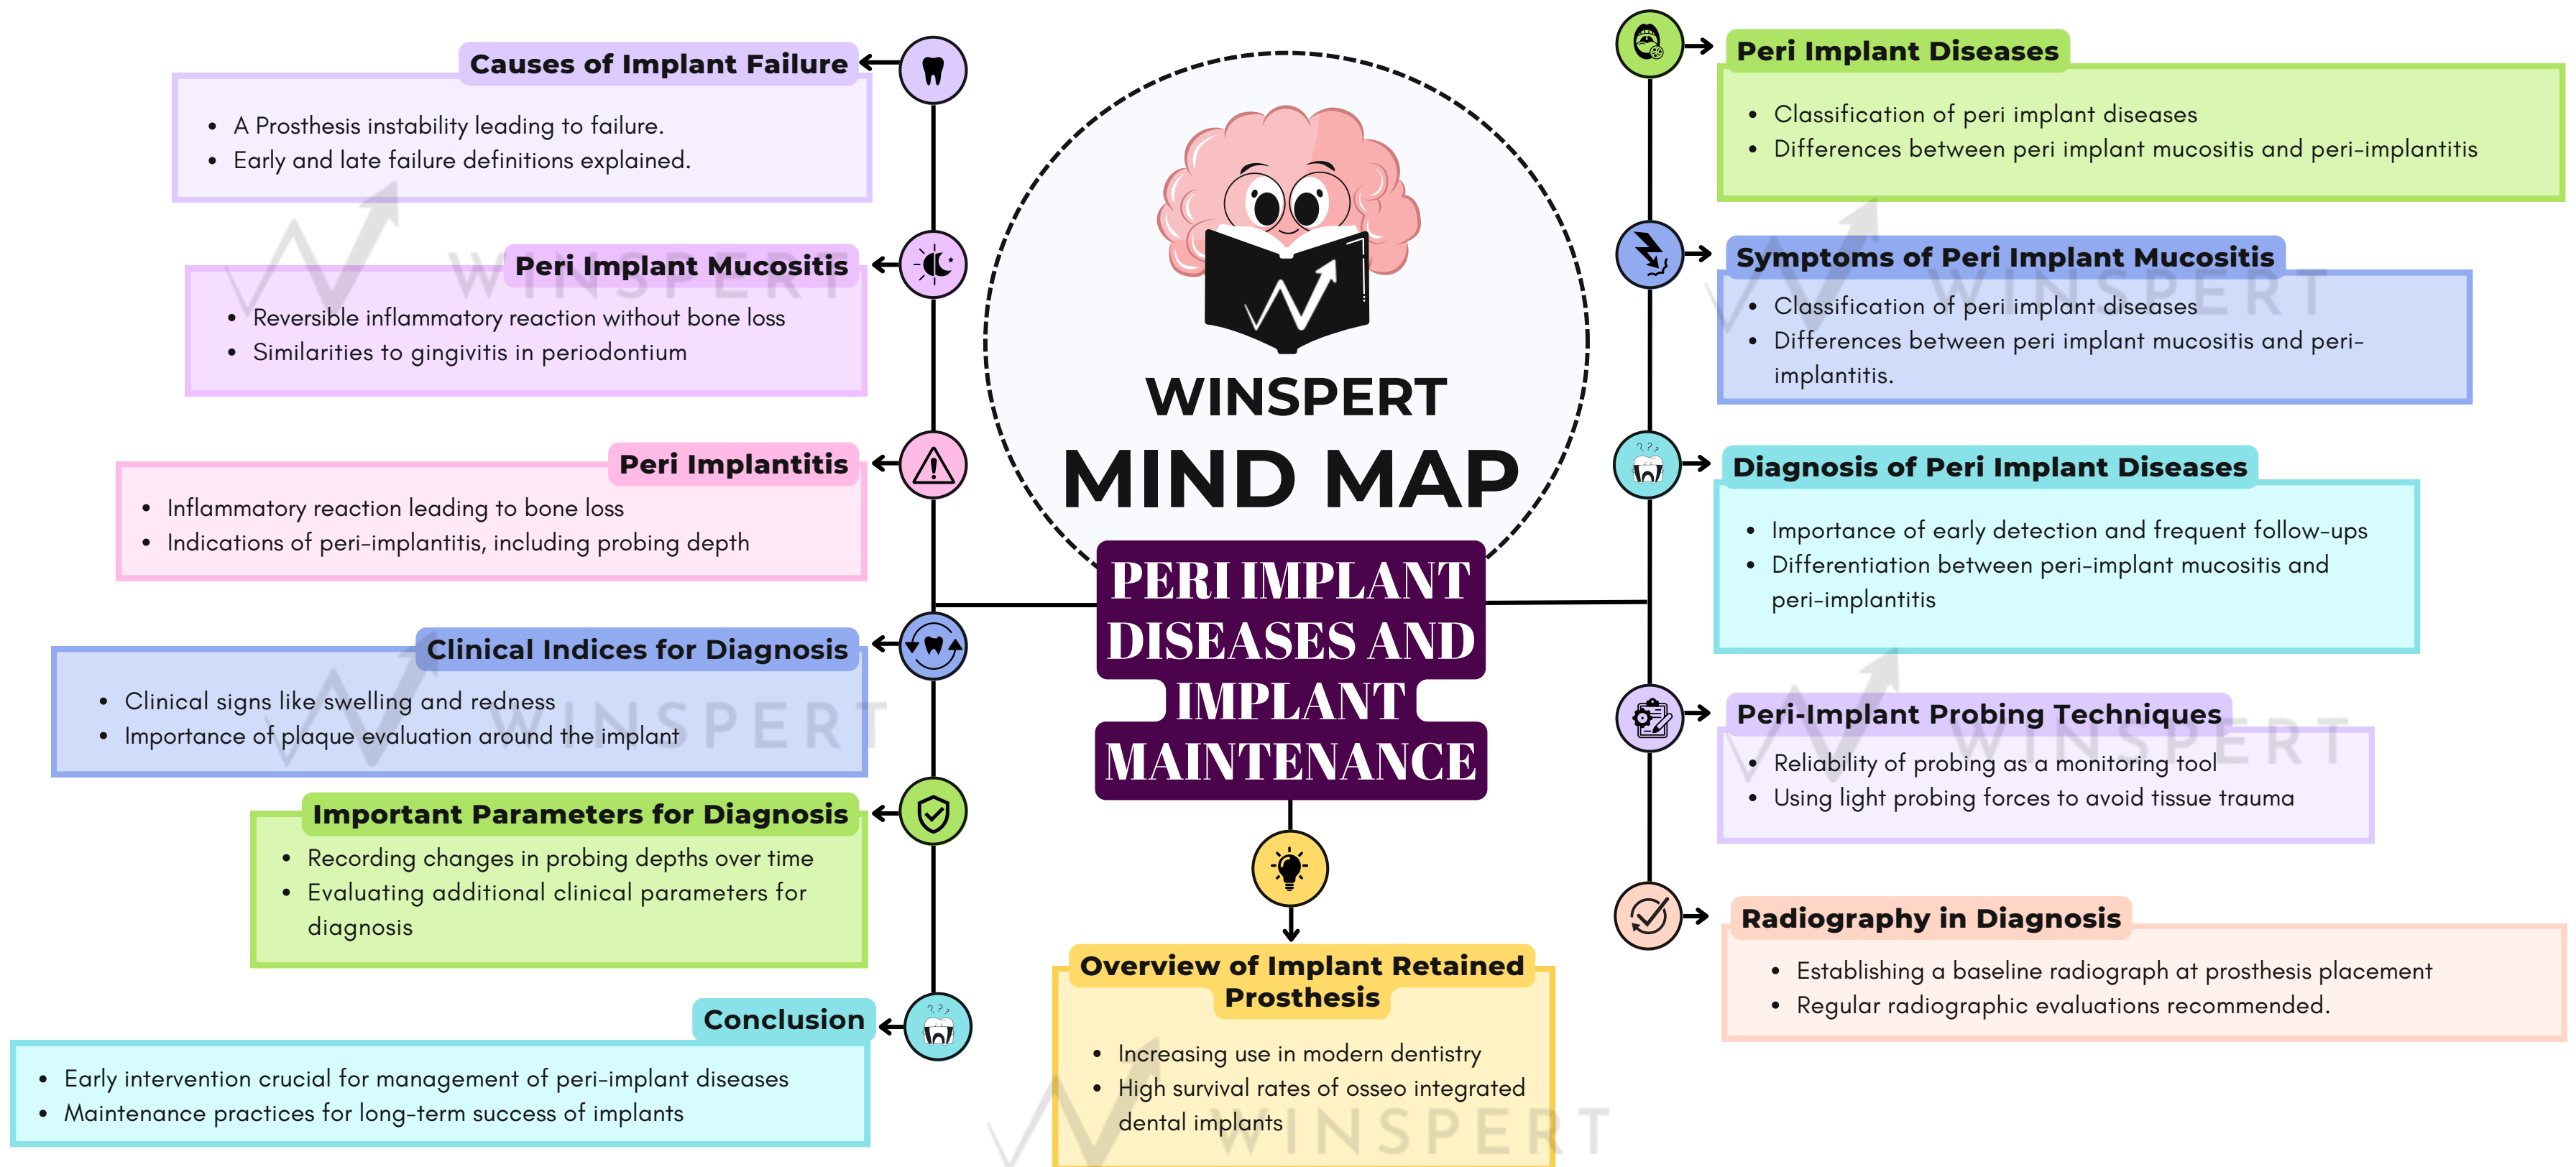 WINSPERT
MIND MAP
PERI IMPLANT
DISEASES AND
IMPLANT
MAINTENANCE
Causes of Implant Failure
• A Prosthesis instability leading to failure.
• Early and late failure definitions explained.
Peri Implant Mucositis
• Reversible inflammatory reaction without bone loss
• Similarities to gingivitis in periodontium
Peri Implantitis
• Inflammatory reaction leading to bone loss
• Indications of peri-implantitis, including probing depth
Clinical Indices for Diagnosis
• Clinical signs like swelling and redness
• Importance of plaque evaluation around the implant
Important Parameters for Diagnosis
• Recording changes in probing depths over time
• Evaluating additional clinical parameters for
diagnosis
Conclusion
• Early intervention crucial for management of peri-implant diseases
• Maintenance practices for long-term success of implants
Overview of Implant Retained
Prosthesis
• Increasing use in modern dentistry
• High survival rates of osseo integrated
dental implants
Peri Implant Diseases
• Classification of peri implant diseases
• Differences between peri implant mucositis and peri-implantitis
Symptoms of Peri Implant Mucositis
• Classification of peri implant diseases
• Differences between peri implant mucositis and peri-
implantitis.
Diagnosis of Peri Implant Diseases
• Importance of early detection and frequent follow-ups
• Differentiation between peri-implant mucositis and
peri-implantitis
Peri-Implant Probing Techniques
• Reliability of probing as a monitoring tool
• Using light probing forces to avoid tissue trauma
Radiography in Diagnosis
• Establishing a baseline radiograph at prosthesis placement
• Regular radiographic evaluations recommended.
WINSPERT
WINSPERT
WINSPERT
WINSPERT
WINSPERT